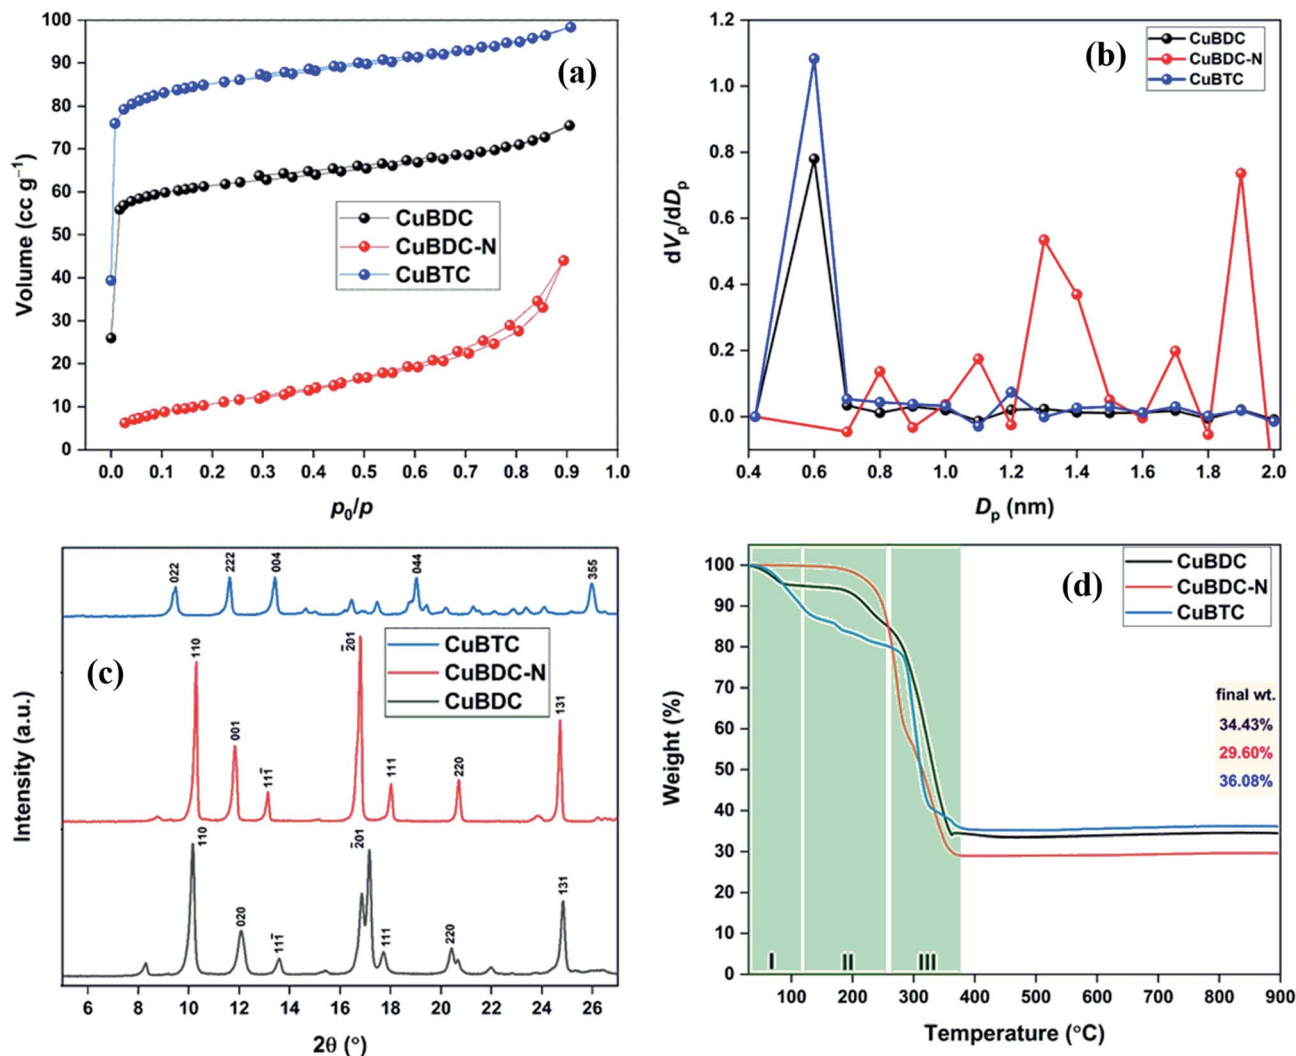 100
90
80
70
60
50
40
30
20
10
0
Volume (cc g⁻¹)
(a)
CuBDC
CuBDC-N
CuBTC
0.0 0.1 0.2 0.3 0.4 0.5 0.6 0.7 0.8 0.9 1.0
p₀/p
1.2
1.0
0.8
0.6
0.4
0.2
0.0
dVₚ/dDₚ
(b)
CuBDC
CuBDC-N
CuBTC
0.4 0.6 0.8 1.0 1.2 1.4 1.6 1.8 2.0
Dₚ (nm)
Intensity (a.u.)
(c)
022 222 004 044 355
CuBTC
CuBDC-N
CuBDC
110 001 11̅1̅ 2̅01 111 220 131
110 020 11̅1̅ 2̅01 111 220 131
6 8 10 12 14 16 18 20 22 24 26
2θ (°)
100
90
80
70
60
50
40
30
20
10
0
Weight (%)
(d)
CuBDC
CuBDC-N
CuBTC
final wt.
34.43%
29.60%
36.08%
I II III
100 200 300 400 500 600 700 800 900
Temperature (°C)